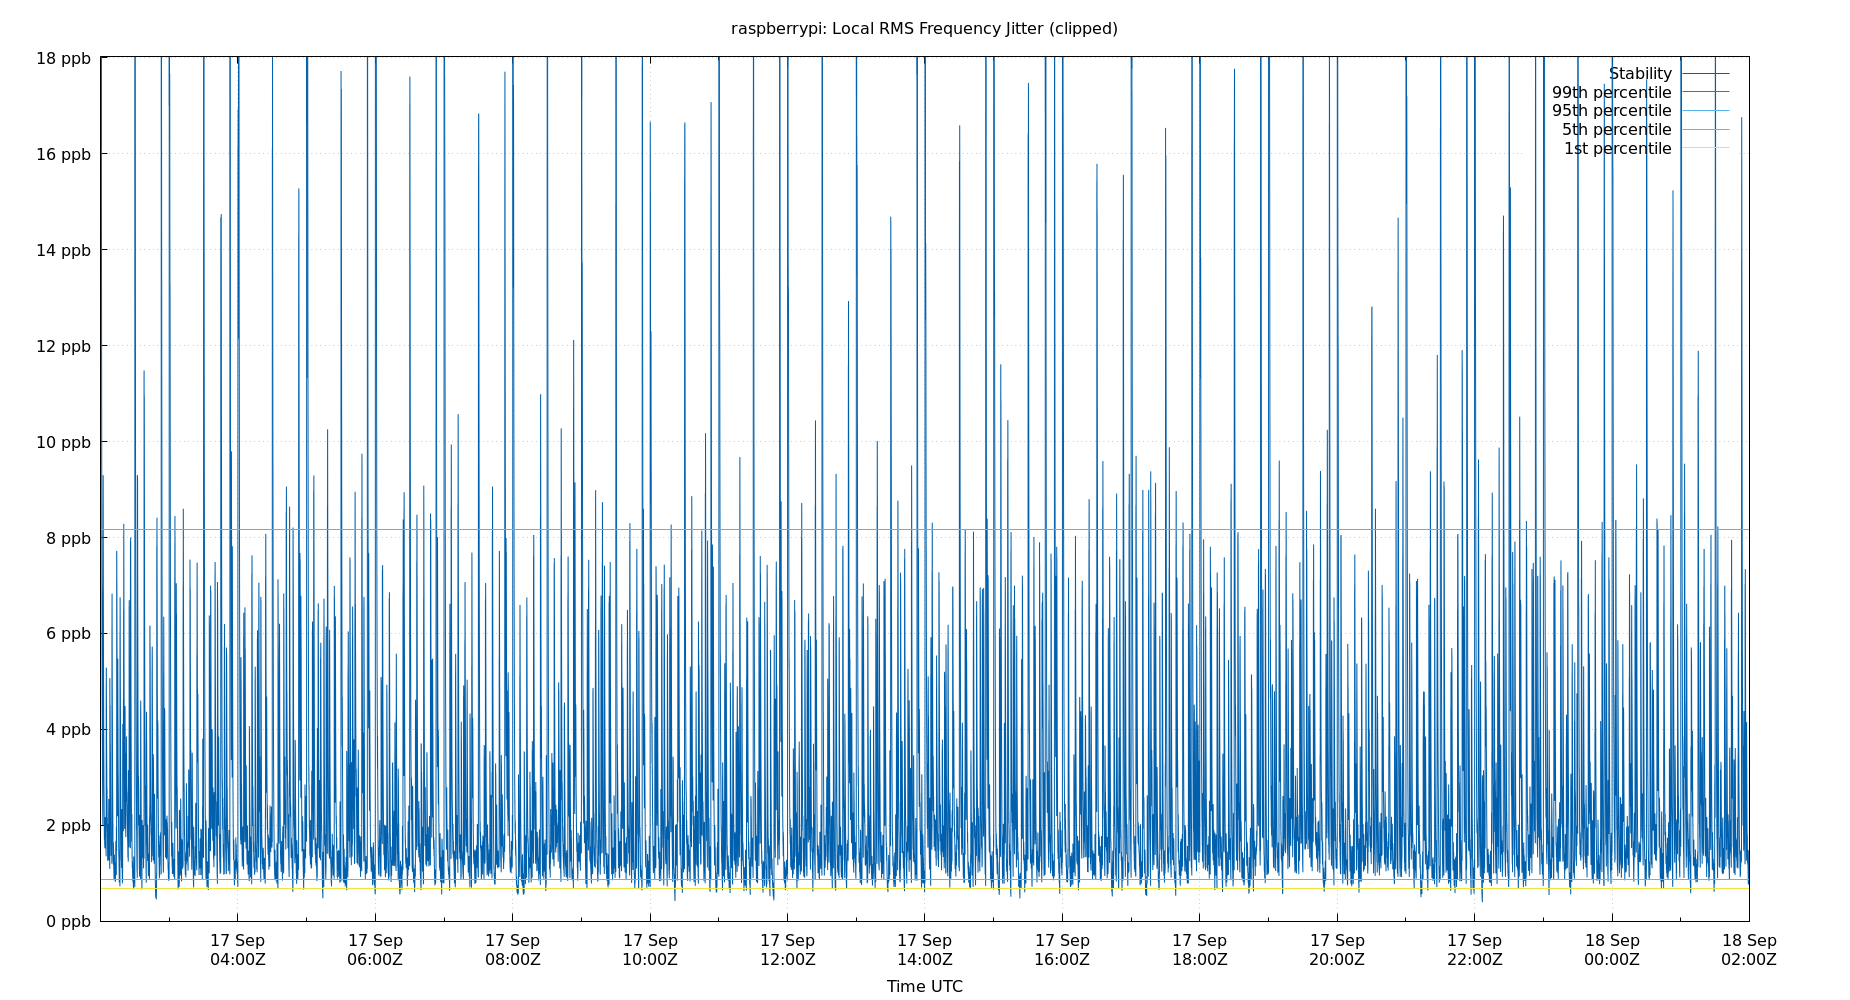 raspberrypi: Local RMS Frequency Jitter (clipped)
18 ppb
16 ppb
14 ppb
12 ppb
10 ppb
8 ppb
6 ppb
4 ppb
2 ppb
0 ppb
Stability
99th percentile
95th percentile
5th percentile
1st percentile
17 Sep 17 Sep 17 Sep 17 Sep 17 Sep 17 Sep 17 Sep 17 Sep 17 Sep 17 Sep 18 Sep 18 Sep
04:00Z 06:00Z 08:00Z 10:00Z 12:00Z 14:00Z 16:00Z 18:00Z 20:00Z 22:00Z 00:00Z 02:00Z
Time UTC